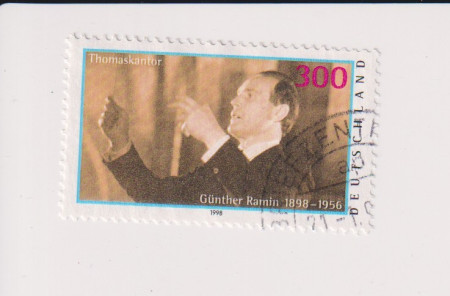 Thomaskantor
300
DEUTSCHLAND
Günther Ramin 1898–1956
1998